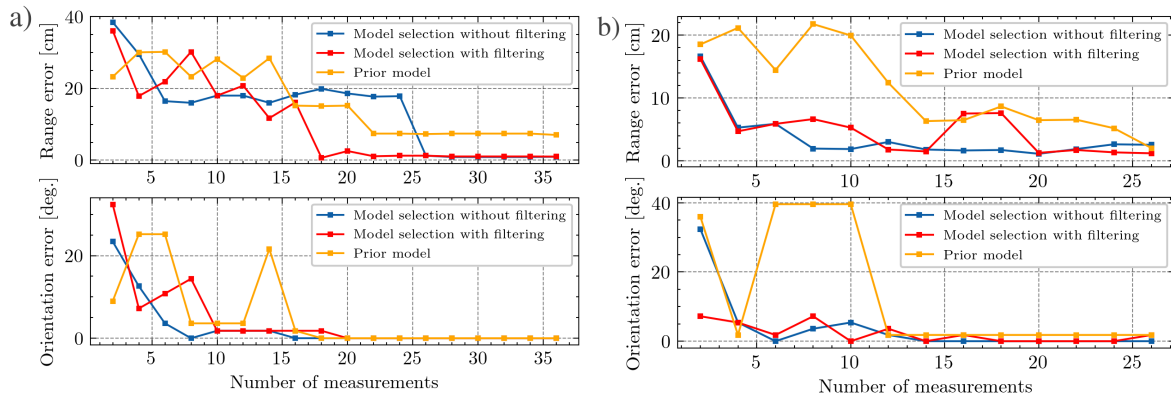 a)
Range error [cm]
40
20
0
Model selection without filtering
Model selection with filtering
Prior model
5 10 15 20 25 30 35
Orientation error [deg.]
20
0
Model selection without filtering
Model selection with filtering
Prior model
5 10 15 20 25 30 35
Number of measurements
b)
Range error [cm]
20
10
0
Model selection without filtering
Model selection with filtering
Prior model
5 10 15 20 25
Orientation error [deg.]
40
20
0
Model selection without filtering
Model selection with filtering
Prior model
5 10 15 20 25
Number of measurements